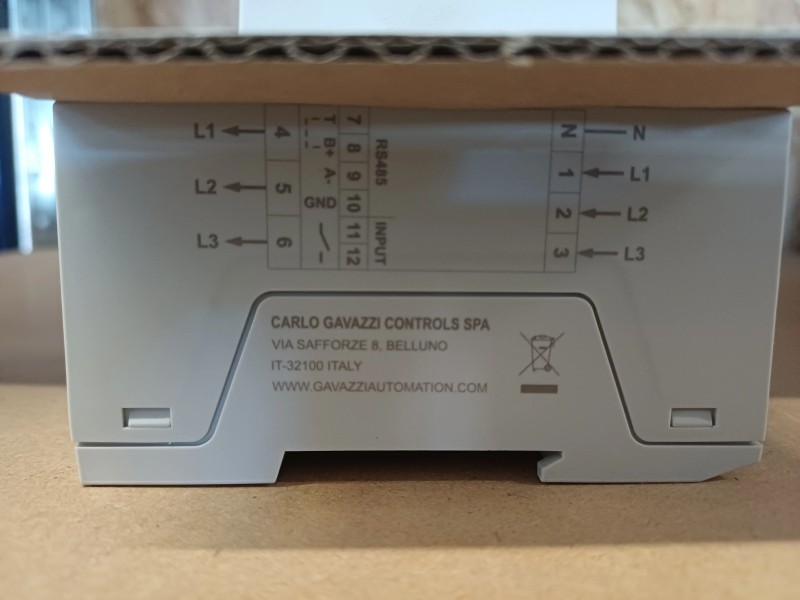 L1 4 T 7 N N
B+ 8 RS485
L2 5 A- 9 1 L1
GND 10 2 L2
L3 6 11 INPUT 3 L3
12
CARLO GAVAZZI CONTROLS SPA
VIA SAFFORZE 8, BELLUNO
IT-32100 ITALY
WWW.GAVAZZIAUTOMATION.COM